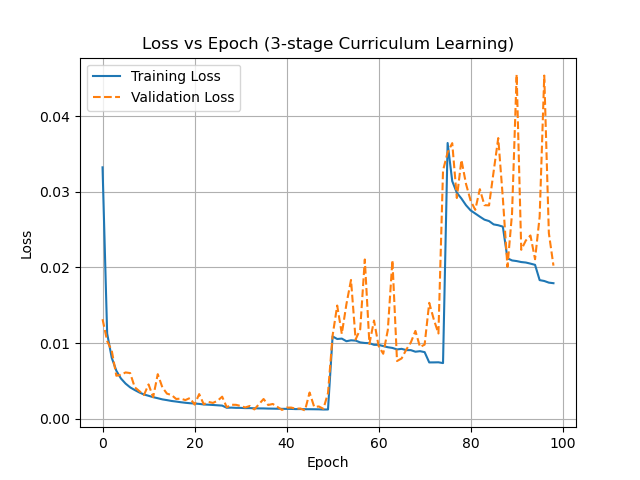 Loss vs Epoch (3-stage Curriculum Learning)
Training Loss
Validation Loss
0.04
0.03
0.02
0.01
0.00
Loss
0 20 40 60 80 100
Epoch